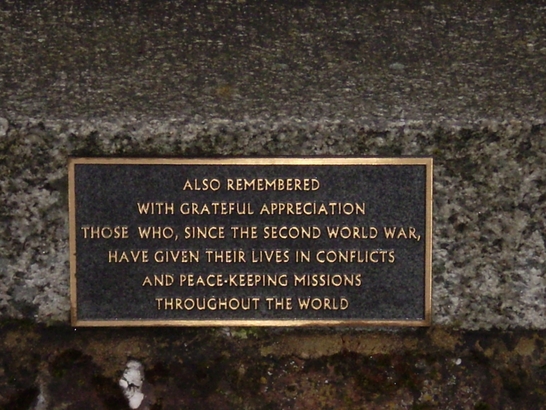 ALSO REMEMBERED
WITH GRATEFUL APPRECIATION
THOSE WHO, SINCE THE SECOND WORLD WAR,
HAVE GIVEN THEIR LIVES IN CONFLICTS
AND PEACE-KEEPING MISSIONS
THROUGHOUT THE WORLD